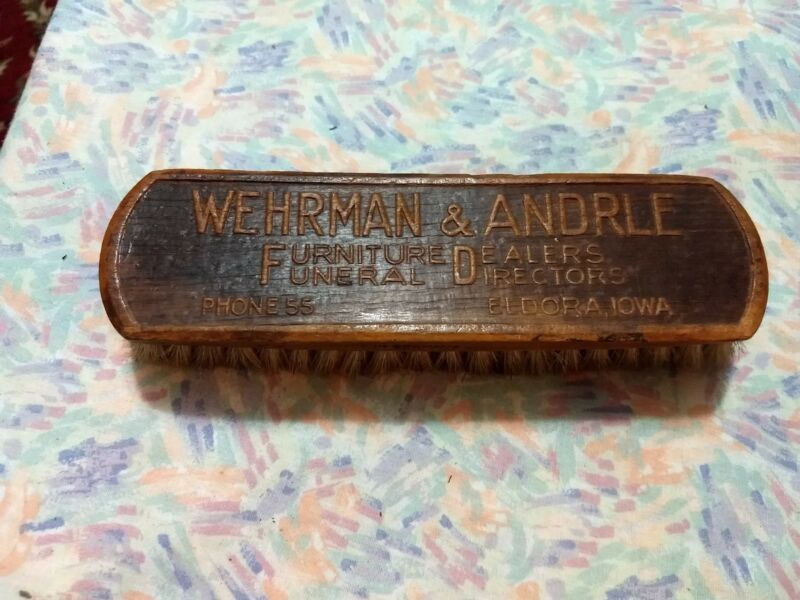 WEHRMAN & ANDRLE
FURNITURE DEALERS
FUNERAL DIRECTORS
PHONE 55 ELDORA, IOWA